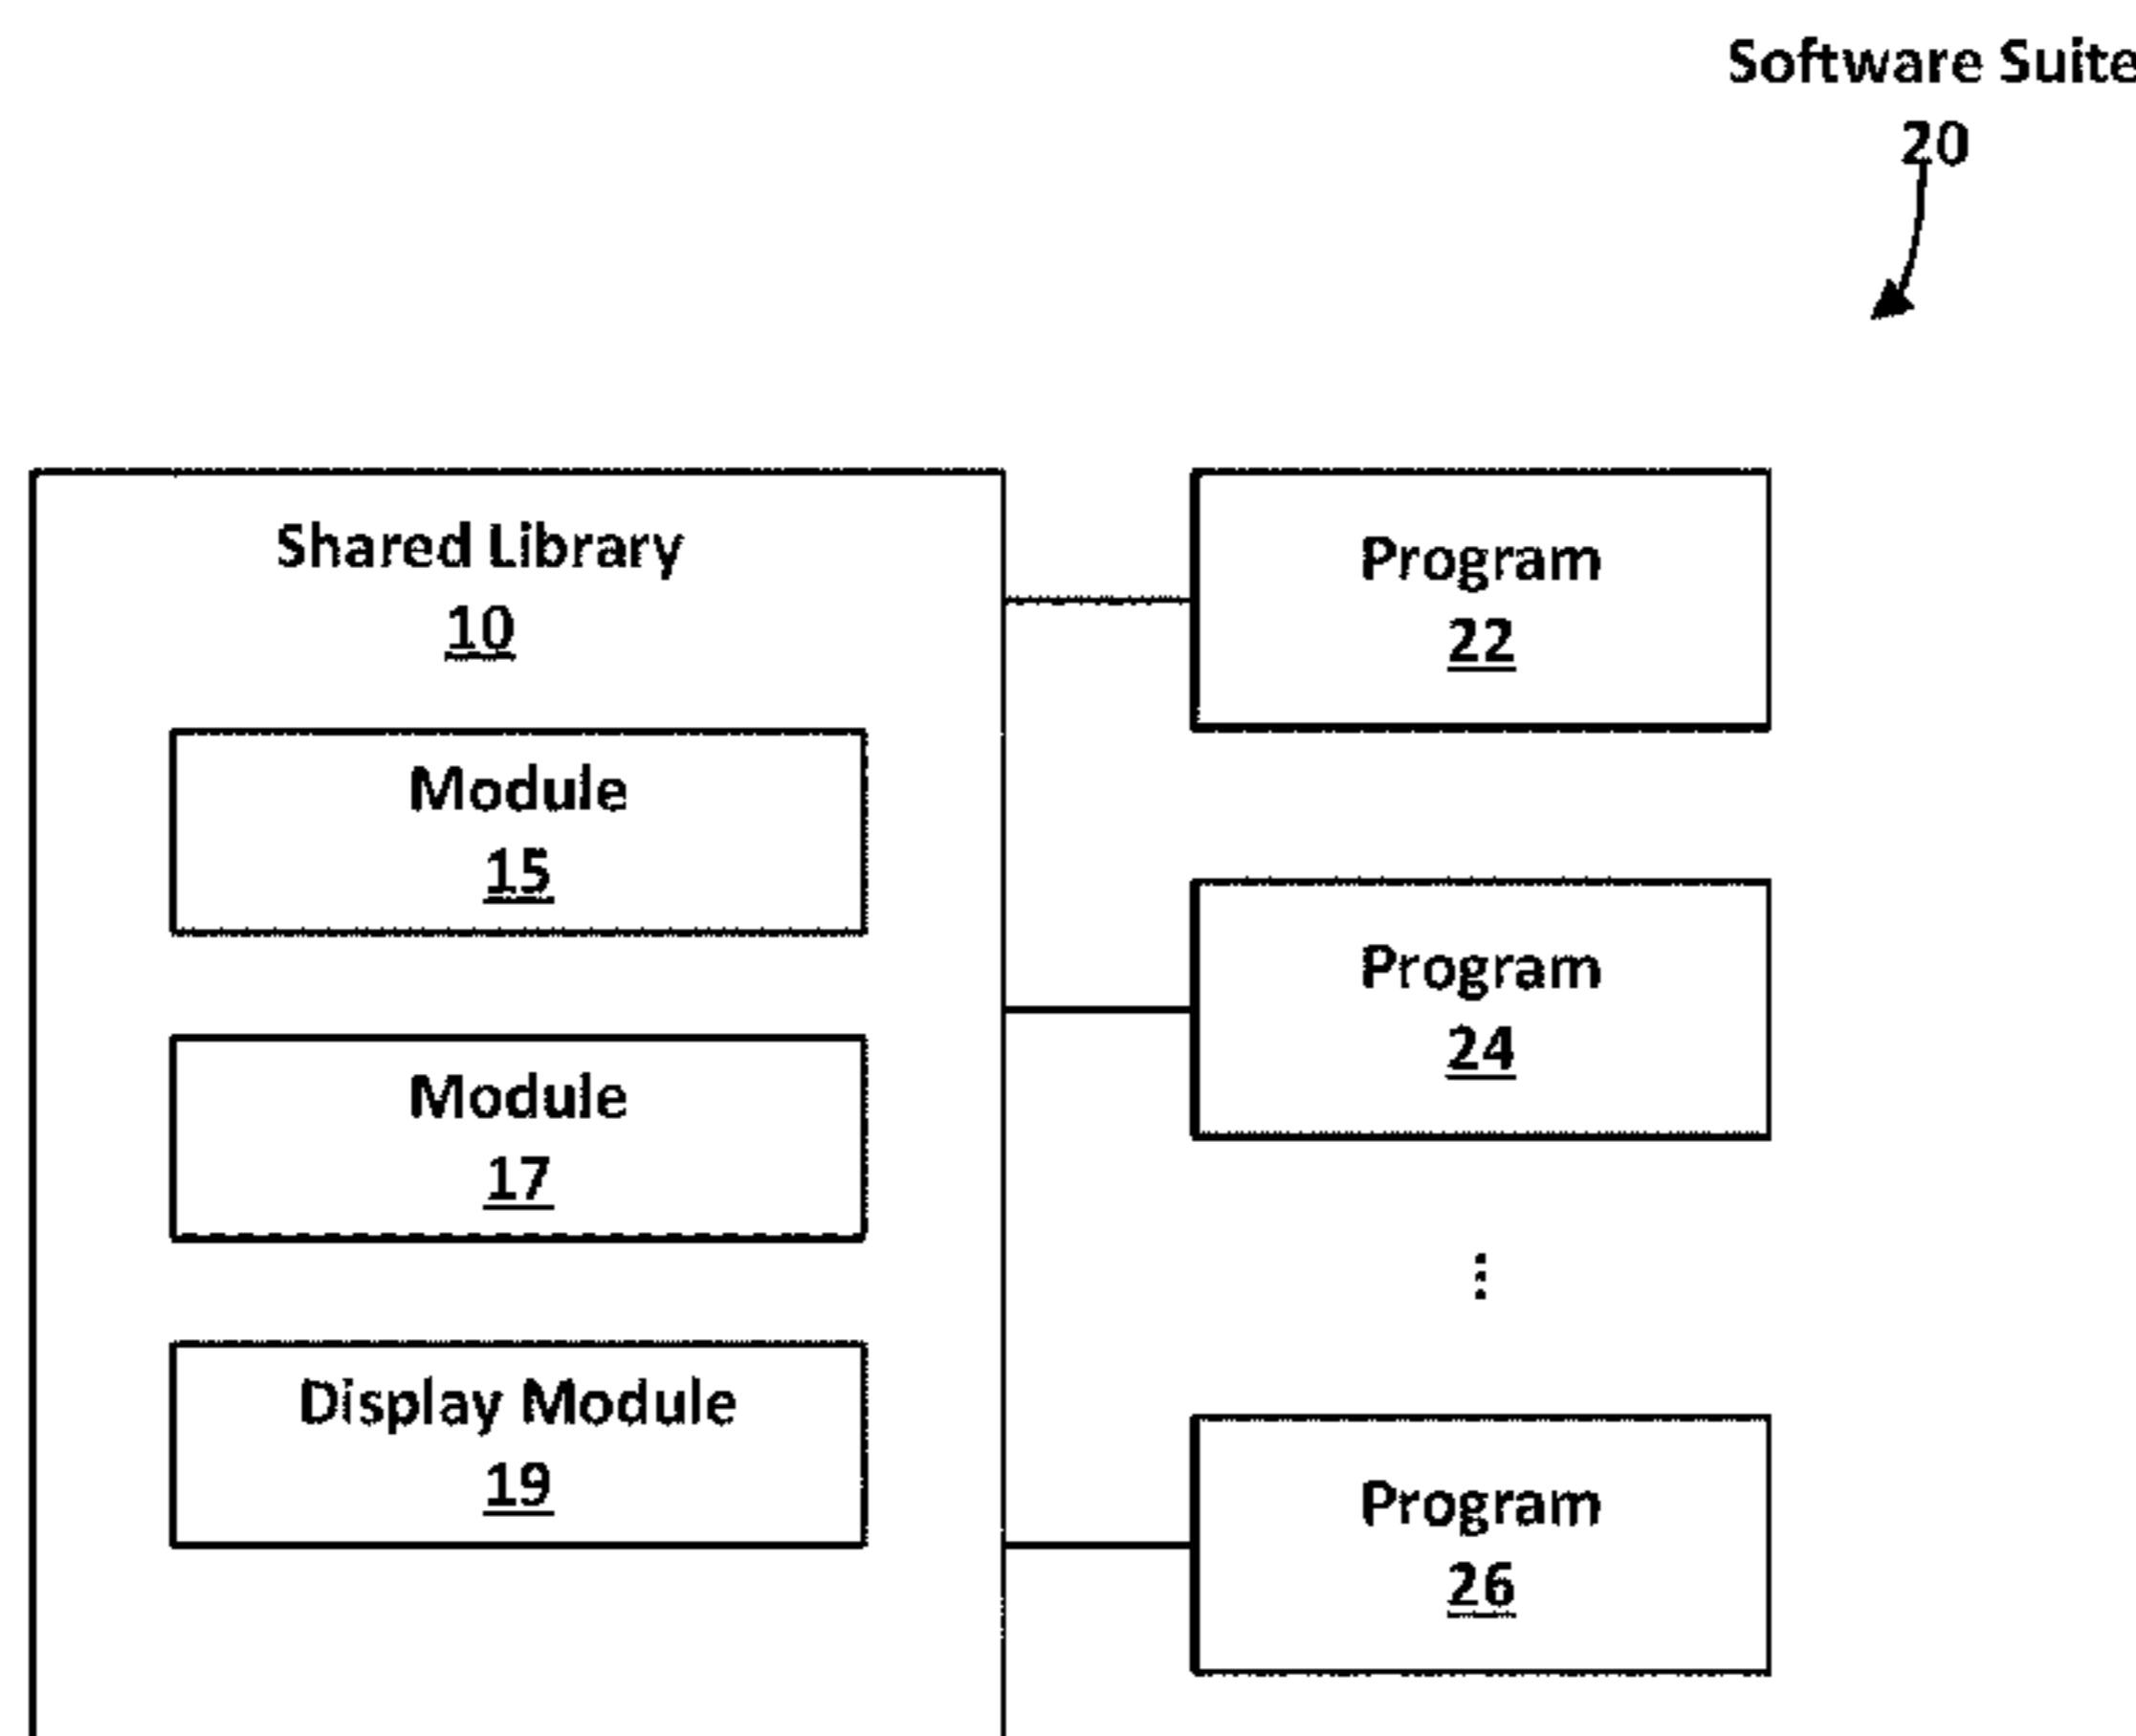 Software Suite
20
Shared Library
10
Module
15
Module
17
Display Module
19
Program
22
Program
24
⋮
Program
26